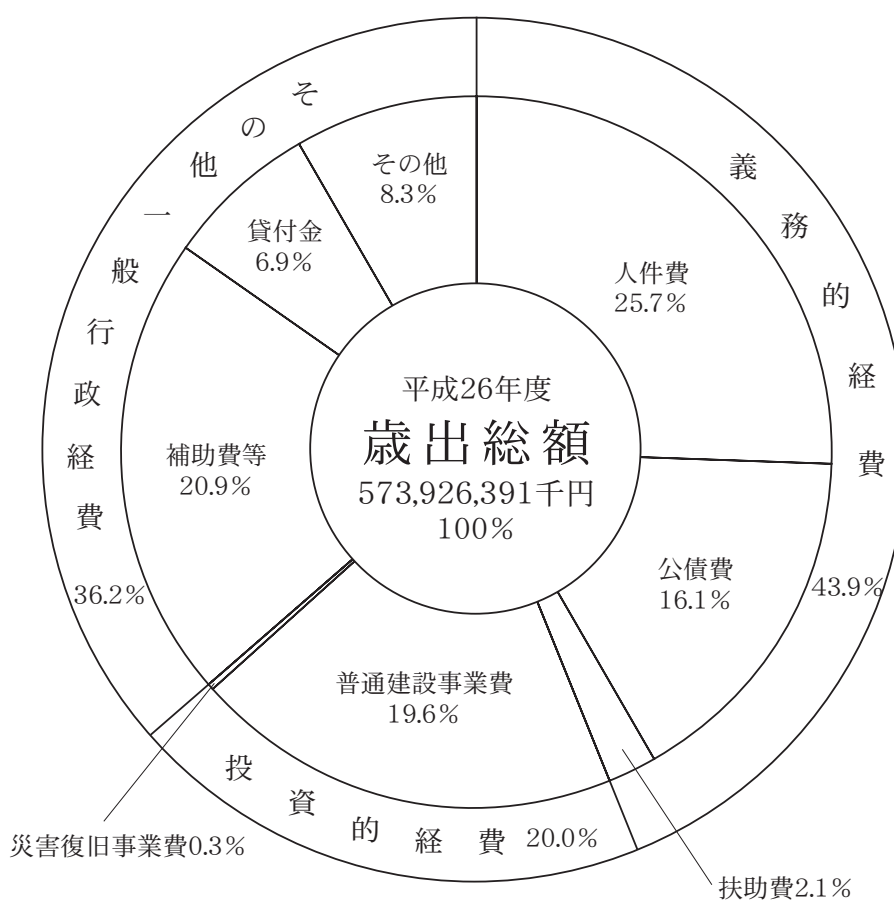 平成26年度
歳出総額
573,926,391千円
100%
義務的経費
43.9%
人件費
25.7%
公債費
16.1%
扶助費2.1%
投資的経費
20.0%
普通建設事業費
19.6%
災害復旧事業費0.3%
その他一般行政経費
36.2%
補助費等
20.9%
貸付金
6.9%
その他
8.3%